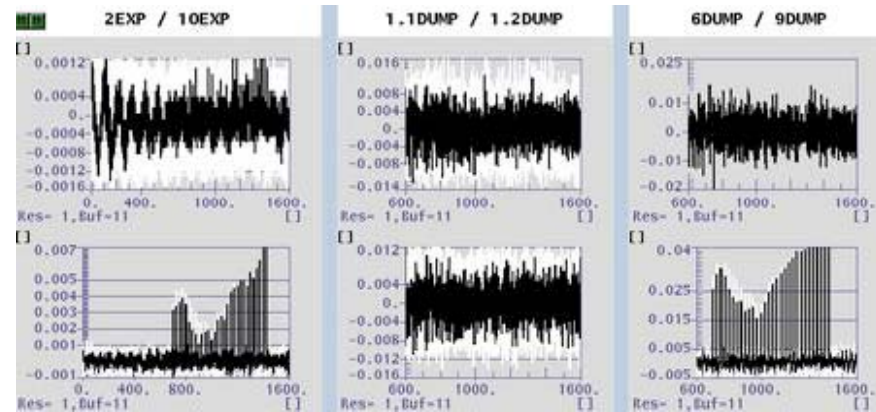 2EXP / 10EXP
1.1DUMP / 1.2DUMP
6DUMP / 9DUMP
[]
0.0012
0.0004
0.
-0.0004
-0.0008
-0.0012
-0.0016
0. 400. 1000. 1600.
Res= 1,Buf=11 []
[]
0.016
0.008
0.004
0.
-0.004
-0.008
-0.014
600. 1000. 1600.
Res= 1,Buf=11 []
[]
0.025
0.01
0.
-0.01
-0.02
600. 1000. 1600.
Res= 1,Buf=11 []
[]
0.007
0.005
0.004
0.003
0.002
0.001
-0.001
0. 400. 800. 1600.
Res= 1,Buf=11 []
[]
0.012
0.004
0.
-0.004
-0.008
-0.012
-0.016
600. 1000. 1600.
Res= 1,Buf=11 []
[]
0.04
0.025
0.015
0.005
-0.005
600. 1000. 1600.
Res= 1,Buf=11 []